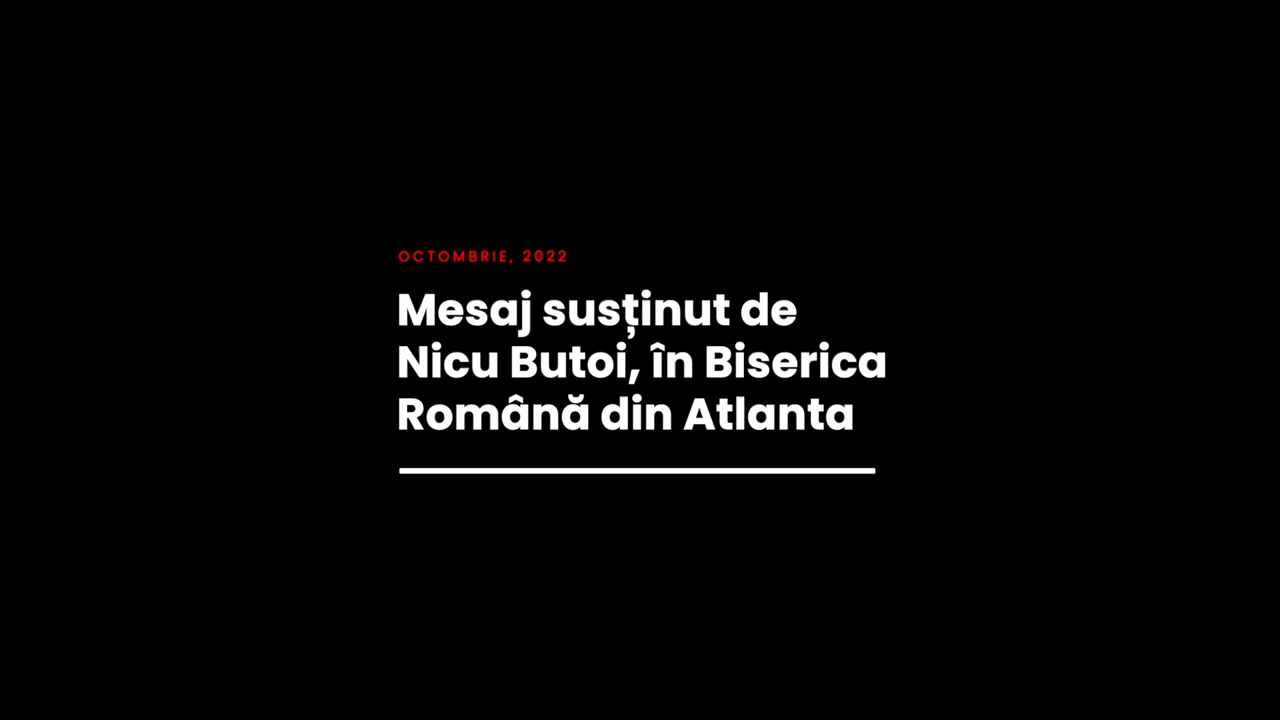 OCTOMBRIE, 2022
Mesaj susținut de
Nicu Butoi, în Biserica
Română din Atlanta